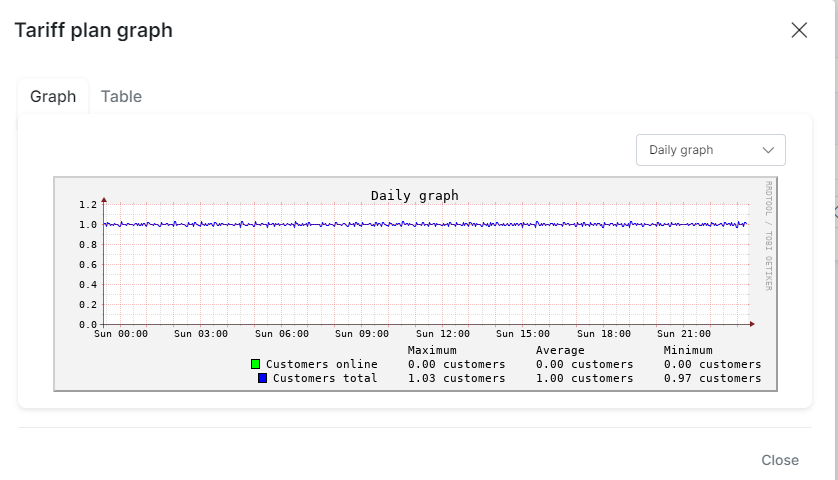 Tariff plan graph
Graph Table
Daily graph
Daily graph
RRDTOOL / TOBI OETIKER
1.2
1.0
0.8
0.6
0.4
0.2
0.0
Sun 00:00 Sun 03:00 Sun 06:00 Sun 09:00 Sun 12:00 Sun 15:00 Sun 18:00 Sun 21:00
Maximum Average Minimum
Customers online 0.00 customers 0.00 customers 0.00 customers
Customers total 1.03 customers 1.00 customers 0.97 customers
Close